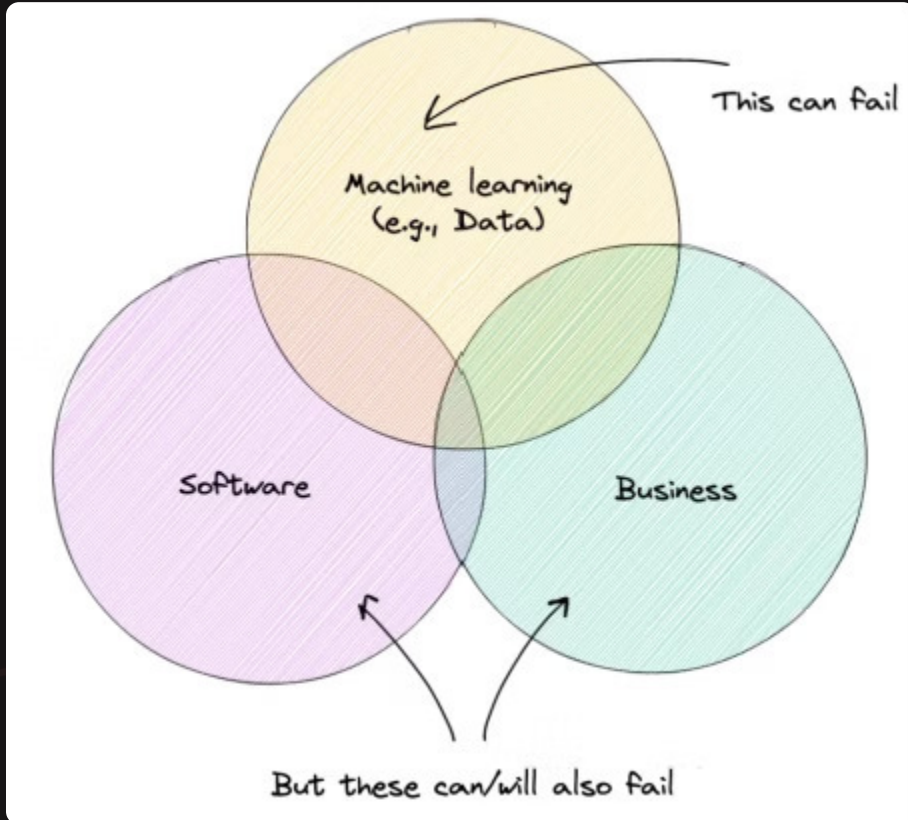 This can fail
Machine learning
(e.g., Data)
Software
Business
But these can/will also fail